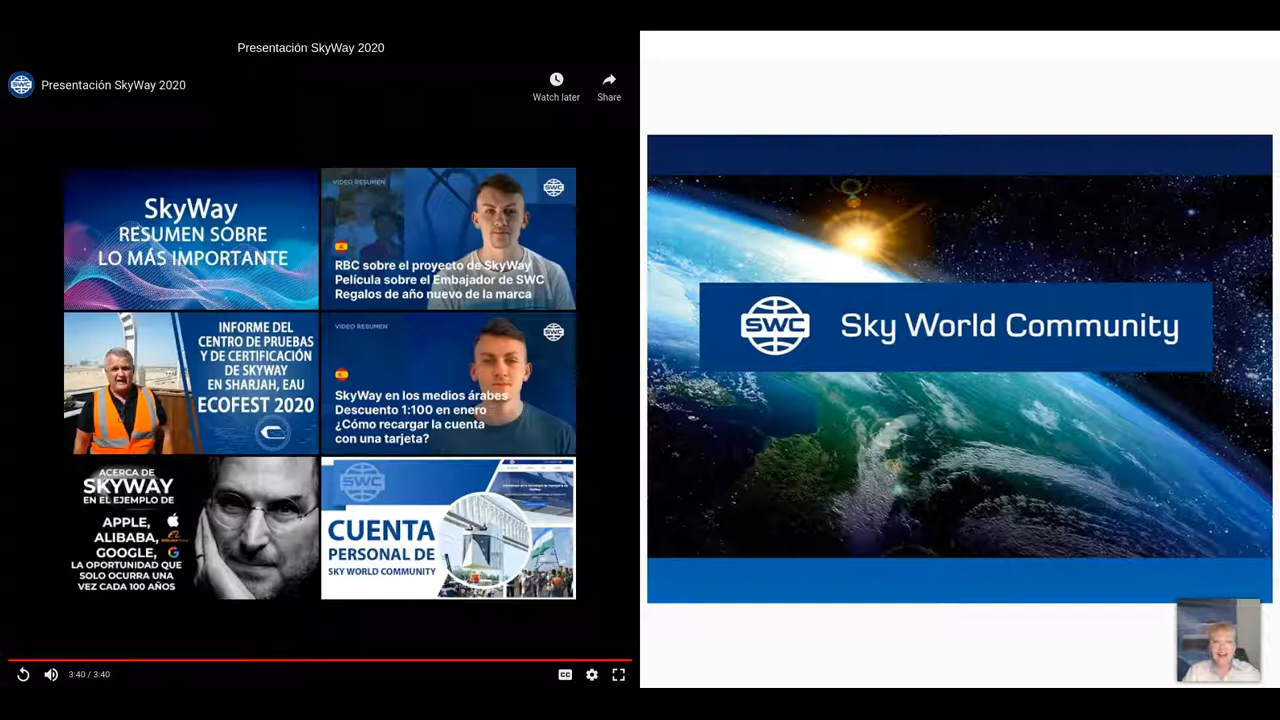 Presentación SkyWay 2020
SWC
Presentación SkyWay 2020
Watch later
Share
SkyWay
RESUMEN SOBRE
LO MÁS IMPORTANTE
VIDEO RESUMEN
SWC
RBC sobre el proyecto de SkyWay
Película sobre el Embajador de SWC
Regalos de año nuevo de la marca
INFORME DEL
CENTRO DE PRUEBAS
Y DE CERTIFICACIÓN
DE SKYWAY
EN SHARJAH, EAU
ECOFEST 2020
VIDEO RESUMEN
SWC
SkyWay en los medios árabes
Descuento 1:100 en enero
¿Cómo recargar la cuenta
con una tarjeta?
ACERCA DE
SKYWAY
EN EL EJEMPLO DE
APPLE,
ALIBABA,
GOOGLE,
LA OPORTUNIDAD QUE
SOLO OCURRA UNA
VEZ CADA 100 AÑOS
SWC
CUENTA
PERSONAL DE
SKY WORLD COMMUNITY
3:40 / 3:40
CC
SWC
Sky World Community